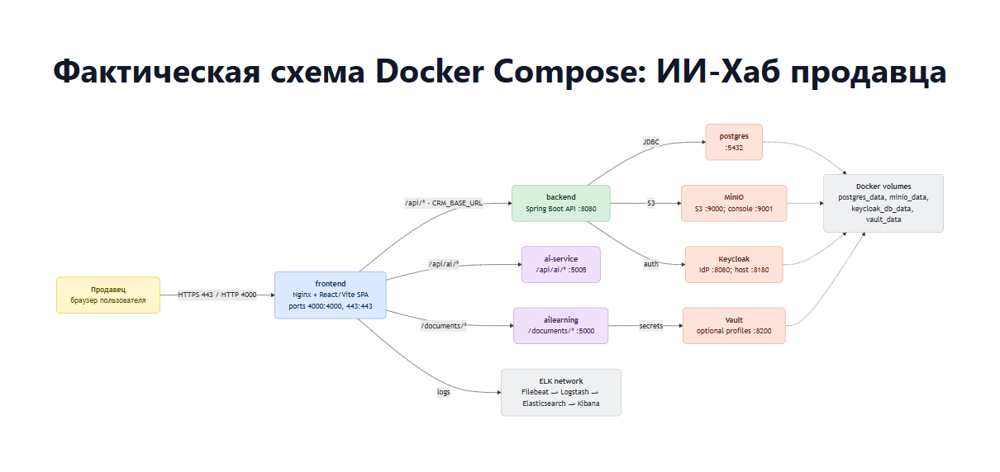 Фактическая схема Docker Compose: ИИ-Хаб продавца
Продавец
браузер пользователя
HTTPS 443 / HTTP 4000
frontend
Nginx + React/Vite SPA
ports 4000:4000, 443:443
/api/* · CRM_BASE_URL
/api/ai/*
/documents/*
logs
backend
Spring Boot API :8080
ai-service
/api/ai/* :5005
ailearning
/documents/* :5000
ELK network
Filebeat → Logstash →
Elasticsearch → Kibana
JDBC
S3
auth
secrets
postgres
:5432
MinIO
S3 :9000; console :9001
Keycloak
IdP :8080; host :8180
Vault
optional profiles :8200
Docker volumes
postgres_data, minio_data,
keycloak_db_data,
vault_data